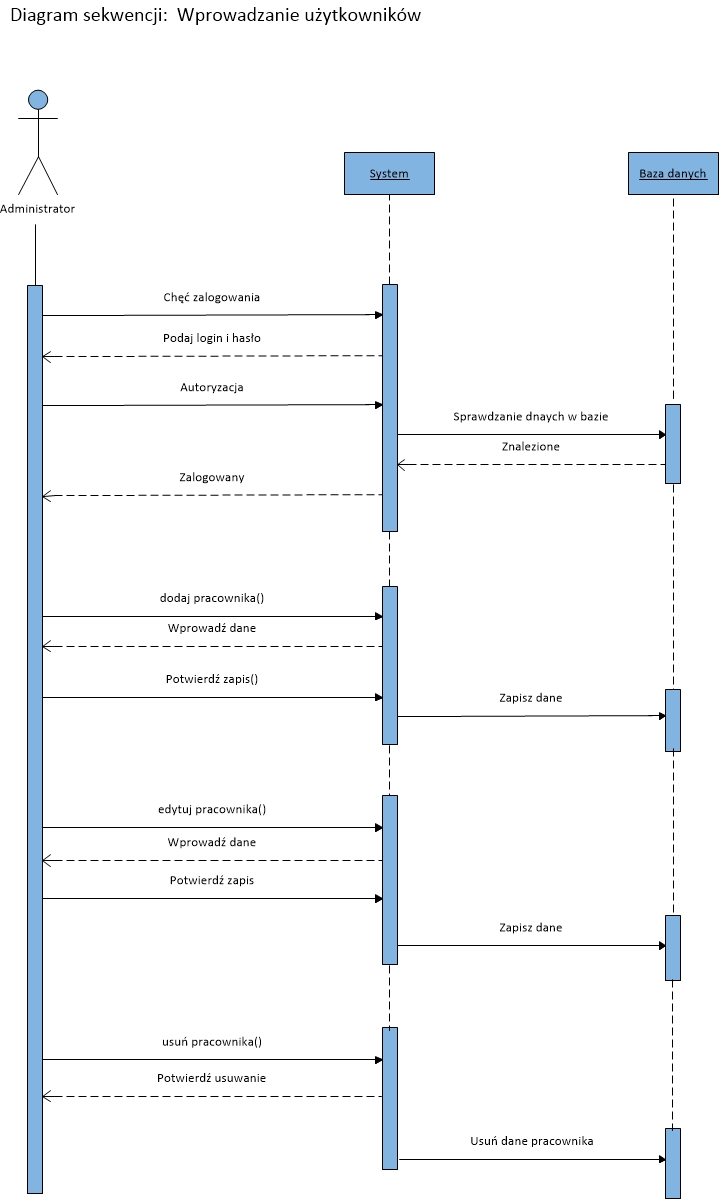 Diagram sekwencji:  Wprowadzanie użytkowników
System
Baza danych
Administrator
Chęć zalogowania
Podaj login i hasło
Autoryzacja
Sprawdzanie dnaych w bazie
Znalezione
Zalogowany
dodaj pracownika()
Wprowadź dane
Potwierdź zapis()
Zapisz dane
edytuj pracownika()
Wprowadź dane
Potwierdź zapis
Zapisz dane
usuń pracownika()
Potwierdź usuwanie
Usuń dane pracownika